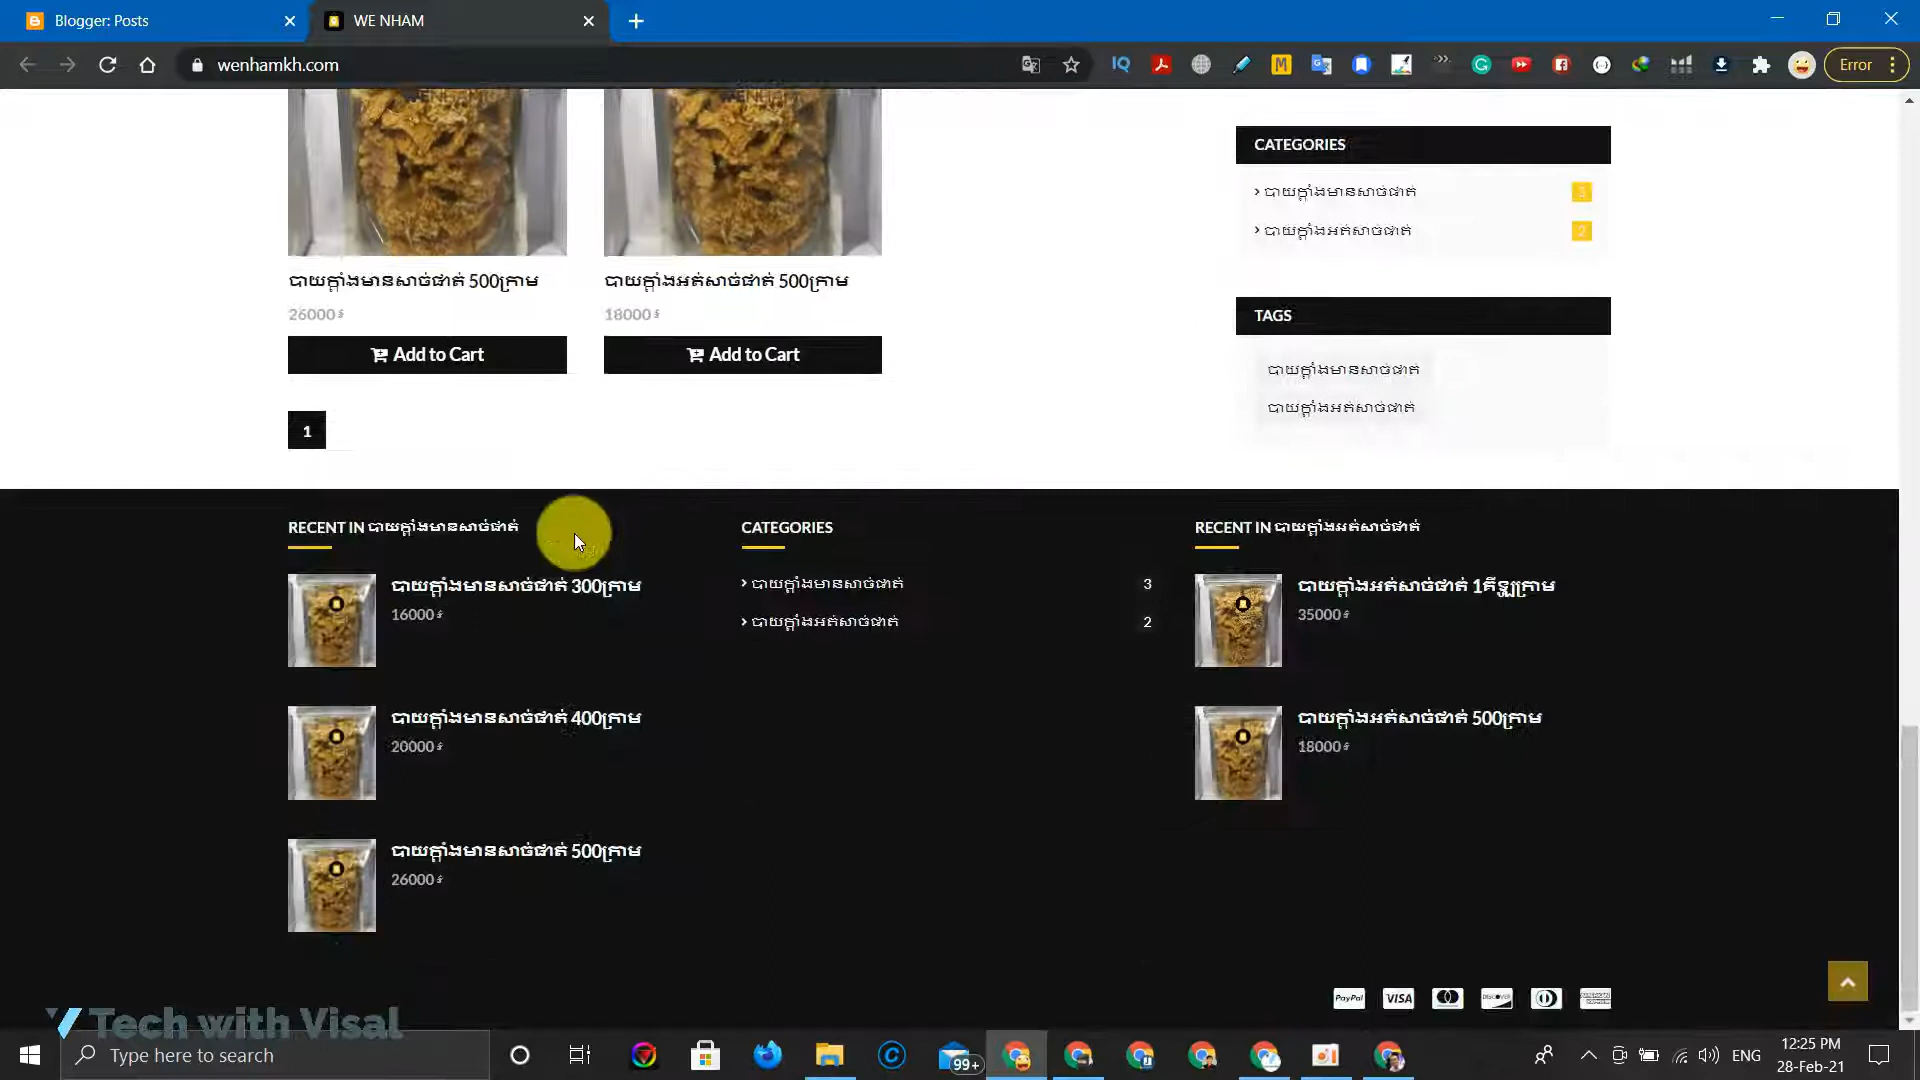 Blogger: Posts
WE NHAM
wenhamkh.com
Error
CATEGORIES
បាយក្តាំងមានសាច់ផាត់ 3
បាយក្តាំងអត់សាច់ផាត់ 2
បាយក្តាំងមានសាច់ផាត់ 500ក្រាម
បាយក្តាំងអត់សាច់ផាត់ 500ក្រាម
26000៛
18000៛
Add to Cart
Add to Cart
TAGS
បាយក្តាំងមានសាច់ផាត់
បាយក្តាំងអត់សាច់ផាត់
1
RECENT IN បាយក្តាំងមានសាច់ផាត់
បាយក្តាំងមានសាច់ផាត់ 300ក្រាម
16000៛
បាយក្តាំងមានសាច់ផាត់ 400ក្រាម
20000៛
បាយក្តាំងមានសាច់ផាត់ 500ក្រាម
26000៛
CATEGORIES
បាយក្តាំងមានសាច់ផាត់ 3
បាយក្តាំងអត់សាច់ផាត់ 2
RECENT IN បាយក្តាំងអត់សាច់ផាត់
បាយក្តាំងអត់សាច់ផាត់ 1គីឡូក្រាម
35000៛
បាយក្តាំងអត់សាច់ផាត់ 500ក្រាម
18000៛
PayPal VISA DISCOVER
Tech with Visal
Type here to search
99+
ENG
12:25 PM
28-Feb-21